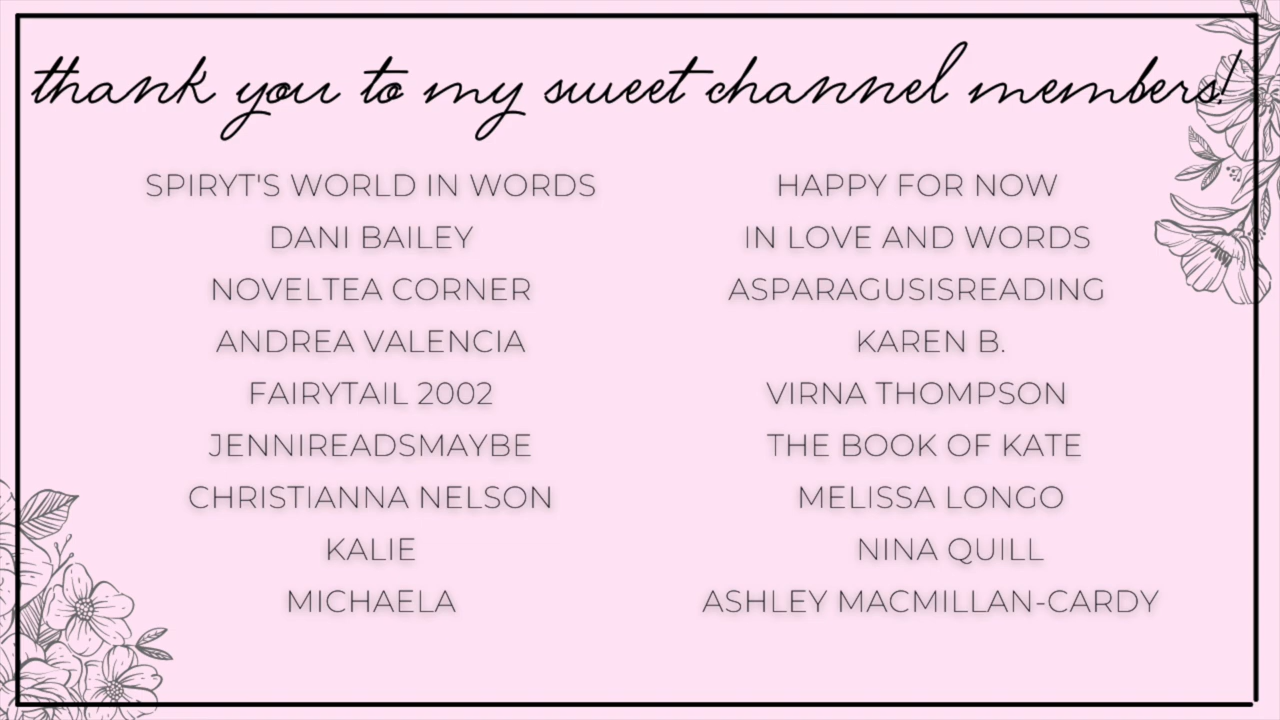 thank you to my sweet channel members!
SPIRYT'S WORLD IN WORDS
DANI BAILEY
NOVELTEA CORNER
ANDREA VALENCIA
FAIRYTAIL 2002
JENNIREADSMAYBE
CHRISTIANNA NELSON
KALIE
MICHAELA
HAPPY FOR NOW
IN LOVE AND WORDS
ASPARAGUSISREADING
KAREN B.
VIRNA THOMPSON
THE BOOK OF KATE
MELISSA LONGO
NINA QUILL
ASHLEY MACMILLAN-CARDY